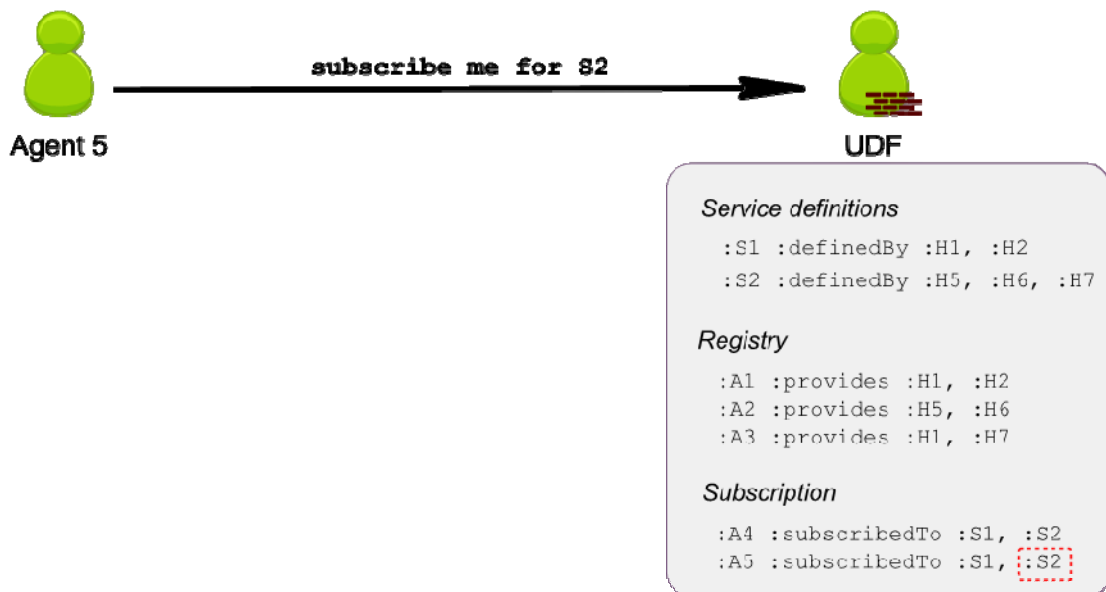 subscribe me for S2
Agent 5
UDF
Service definitions
:S1 :definedBy :H1, :H2
:S2 :definedBy :H5, :H6, :H7
Registry
:A1 :provides :H1, :H2
:A2 :provides :H5, :H6
:A3 :provides :H1, :H7
Subscription
:A4 :subscribedTo :S1, :S2
:A5 :subscribedTo :S1, :S2